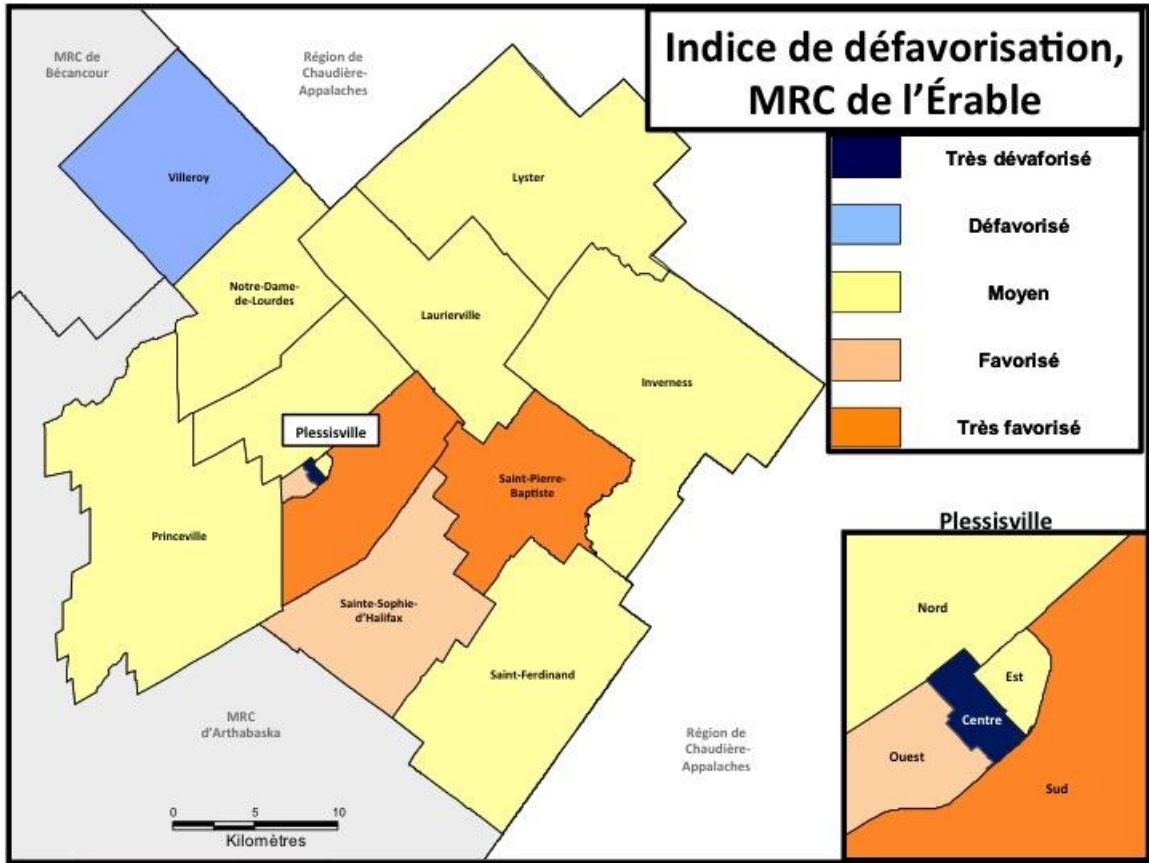 Indice de défavorisation,
MRC de l’Érable
MRC de
Bécancour
Région de
Chaudière-
Appalaches
Très dévaforisé
Défavorisé
Moyen
Favorisé
Très favorisé
Villeroy
Lyster
Notre-Dame-
de-Lourdes
Laurierville
Inverness
Plessisville
Saint-Pierre-
Baptiste
Princeville
Sainte-Sophie-
d’Halifax
Saint-Ferdinand
MRC
d’Arthabaska
Région de
Chaudière-
Appalaches
0 5 10
Kilomètres
Plessisville
Nord
Est
Centre
Ouest
Sud